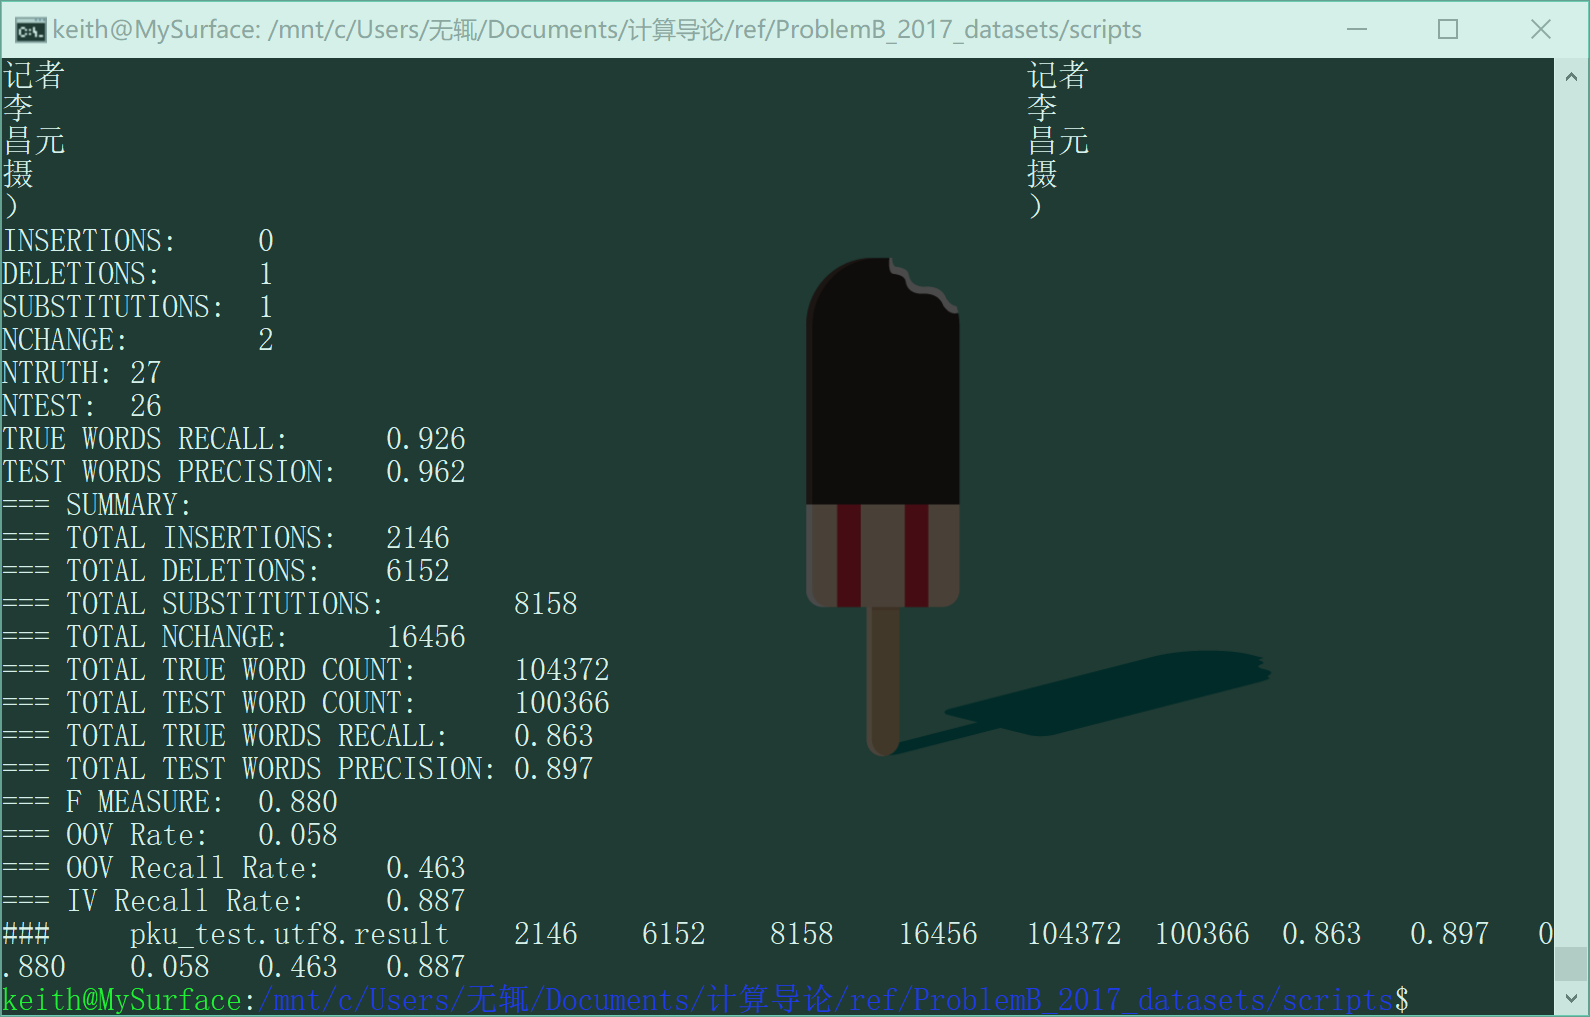 keith@MySurface: /mnt/c/Users/无辄/Documents/计算导论/ref/ProblemB_2017_datasets/scripts
记者 记者
李 李
昌元 昌元
摄 摄
） ）
INSERTIONS: 0
DELETIONS: 1
SUBSTITUTIONS: 1
NCHANGE: 2
NTRUTH: 27
NTEST: 26
TRUE WORDS RECALL: 0.926
TEST WORDS PRECISION: 0.962
=== SUMMARY:
=== TOTAL INSERTIONS: 2146
=== TOTAL DELETIONS: 6152
=== TOTAL SUBSTITUTIONS: 8158
=== TOTAL NCHANGE: 16456
=== TOTAL TRUE WORD COUNT: 104372
=== TOTAL TEST WORD COUNT: 100366
=== TOTAL TRUE WORDS RECALL: 0.863
=== TOTAL TEST WORDS PRECISION: 0.897
=== F MEASURE: 0.880
=== OOV Rate: 0.058
=== OOV Recall Rate: 0.463
=== IV Recall Rate: 0.887
### pku_test.utf8.result 2146 6152 8158 16456 104372 100366 0.863 0.897 0
.880 0.058 0.463 0.887
keith@MySurface:/mnt/c/Users/无辄/Documents/计算导论/ref/ProblemB_2017_datasets/scripts$